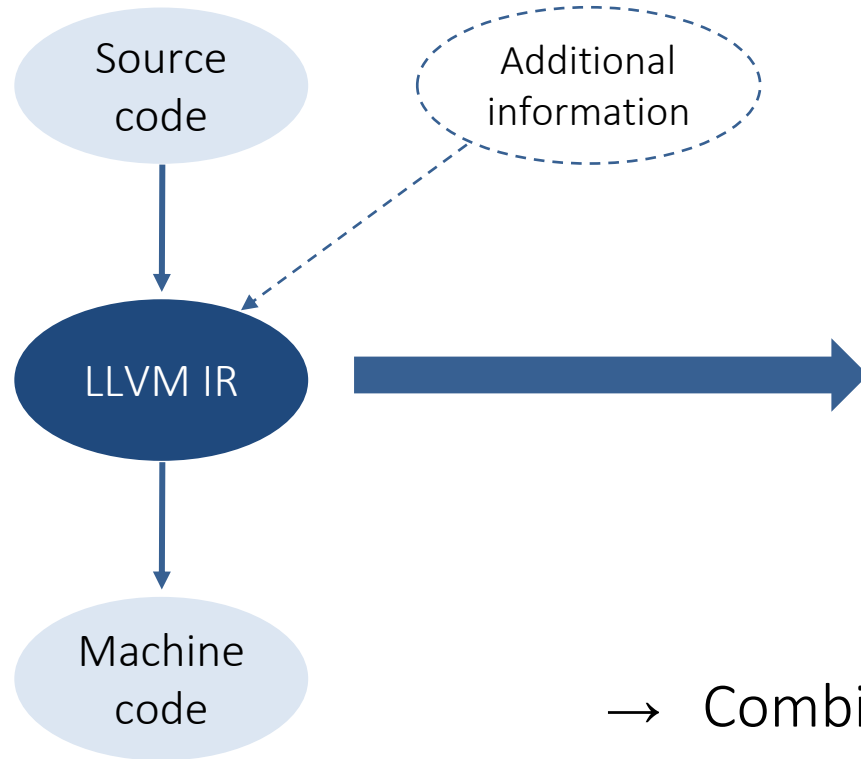 Source
code
Additional
information
LLVM IR
Machine
code
→ Combi